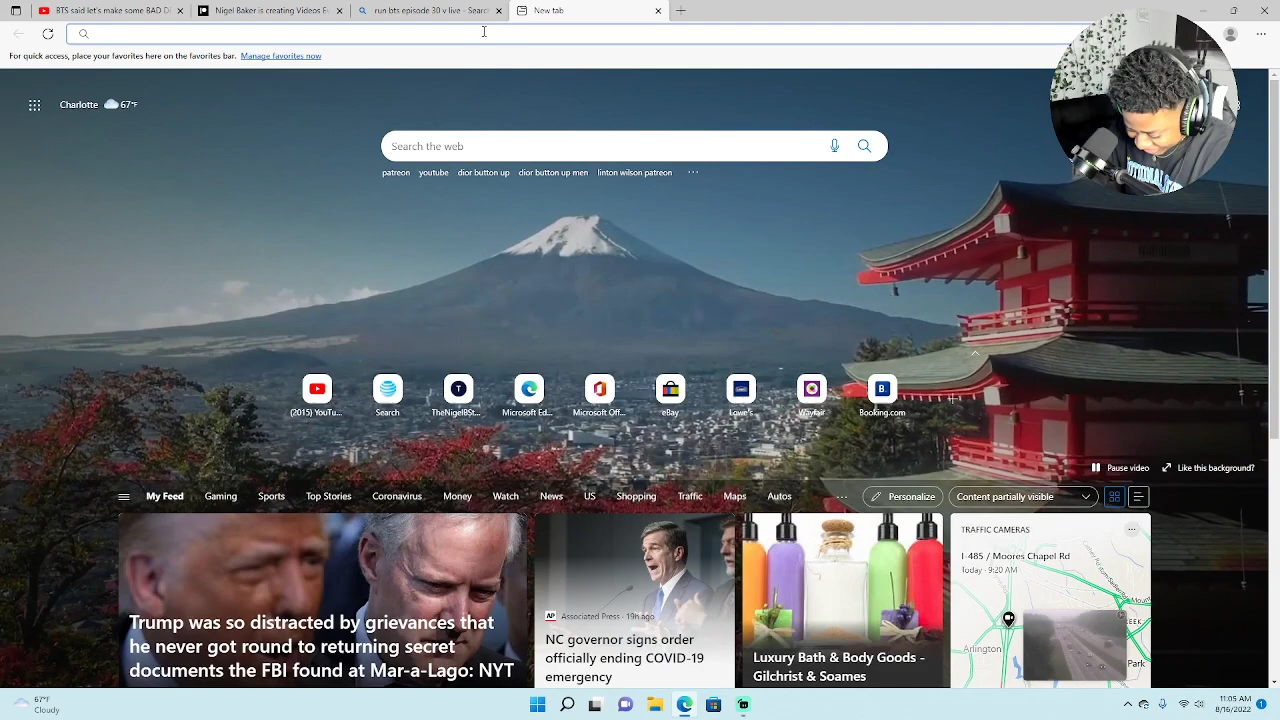 BTS said let's make some BAD DI
Nigel Baker is creating Videos Fe
run bts episode 30 v live - Search
New tab
For quick access, place your favorites here on the favorites bar. Manage favorites now
Charlotte 67°F
Search the web
patreon youtube dior button up dior button up men linton wilson patreon ...
(2015) YouTu... Search TheNigelBSt... Microsoft Ed... Microsoft Off... eBay Lowe's Wayfair Booking.com
Pause video Like this background?
My Feed Gaming Sports Top Stories Coronavirus Money Watch News US Shopping Traffic Maps Autos ... Personalize Content partially visible
Trump was so distracted by grievances that
he never got round to returning secret
documents the FBI found at Mar-a-Lago: NYT
AP Associated Press · 19h ago
NC governor signs order
officially ending COVID-19
emergency
Luxury Bath & Body Goods -
Gilchrist & Soames
TRAFFIC CAMERAS
I-485 / Moores Chapel Rd
Today · 9:20 AM
Arlington
Park
67°F
Cloudy
11:05 AM
8/16/2022